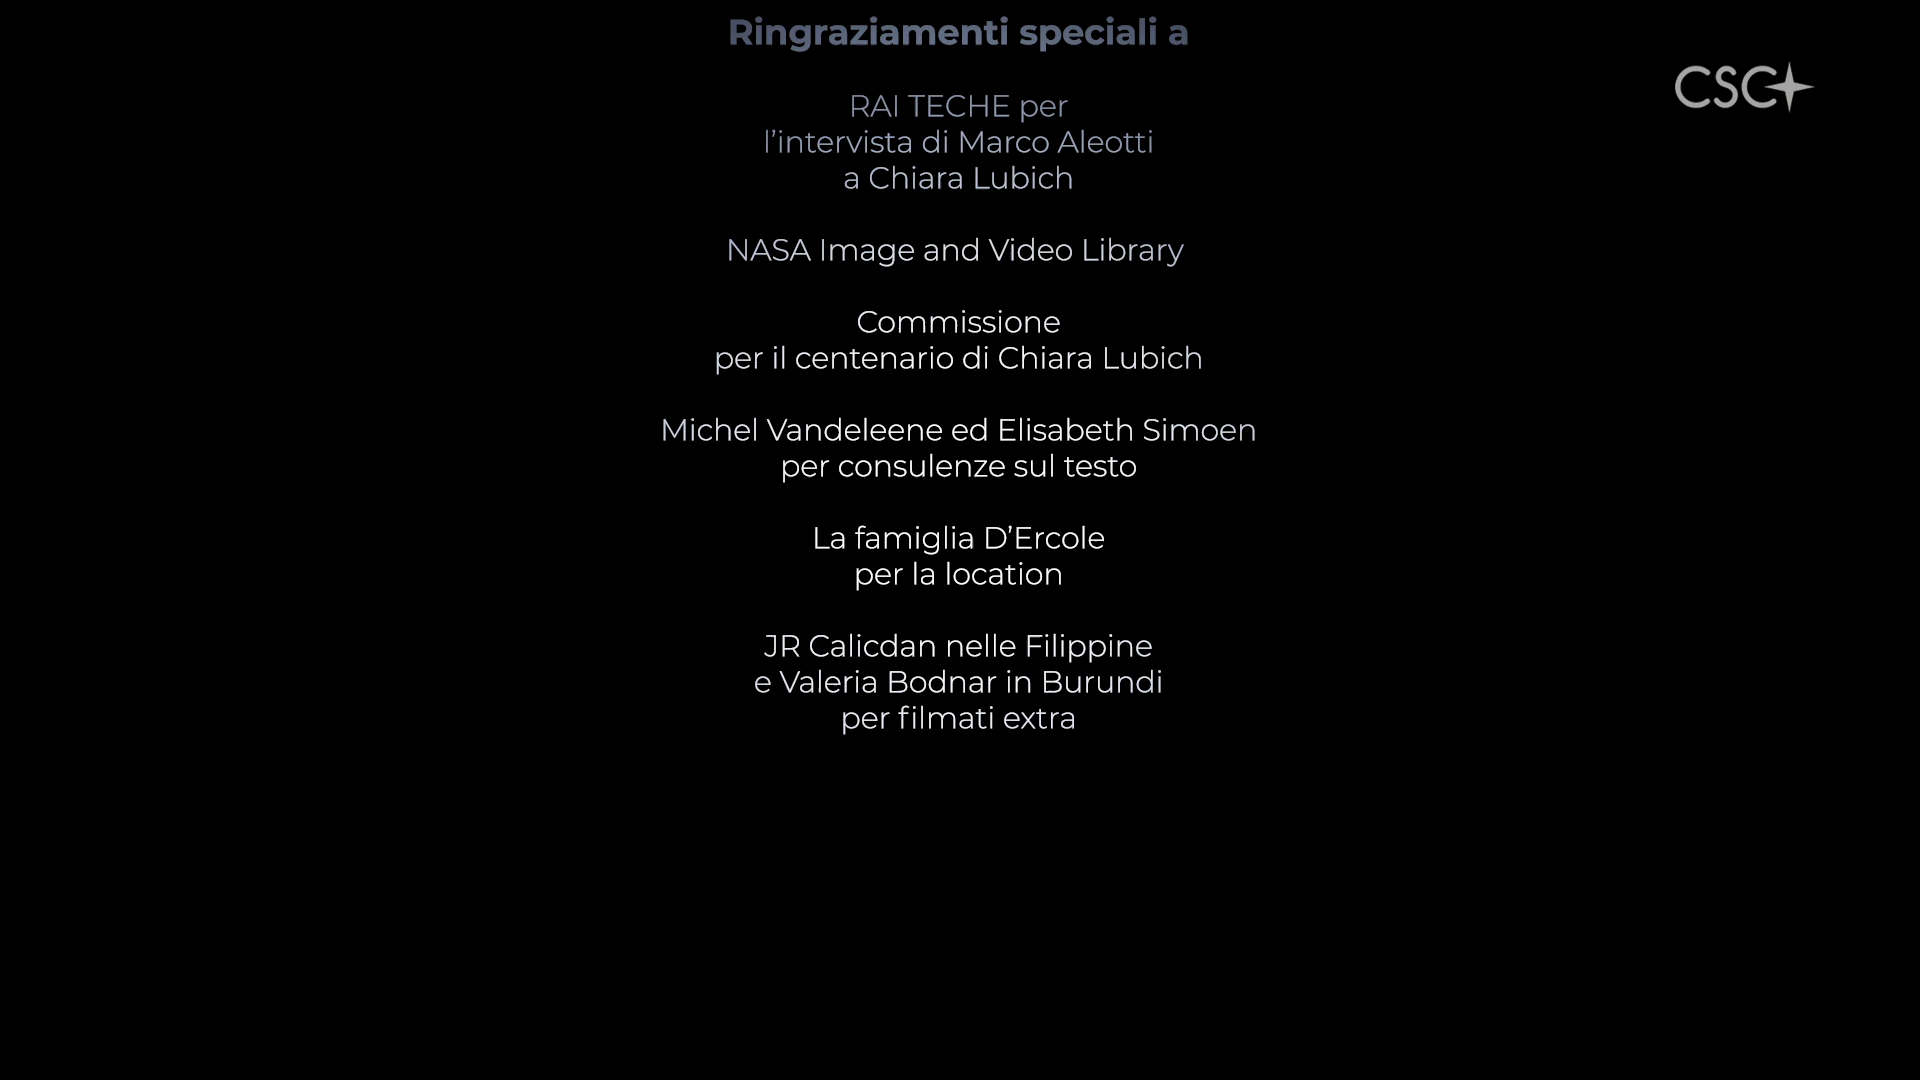 Ringraziamenti speciali a
CSC
RAI TECHE per
l’intervista di Marco Aleotti
a Chiara Lubich
NASA Image and Video Library
Commissione
per il centenario di Chiara Lubich
Michel Vandeleene ed Elisabeth Simoen
per consulenze sul testo
La famiglia D’Ercole
per la location
JR Calicdan nelle Filippine
e Valeria Bodnar in Burundi
per filmati extra